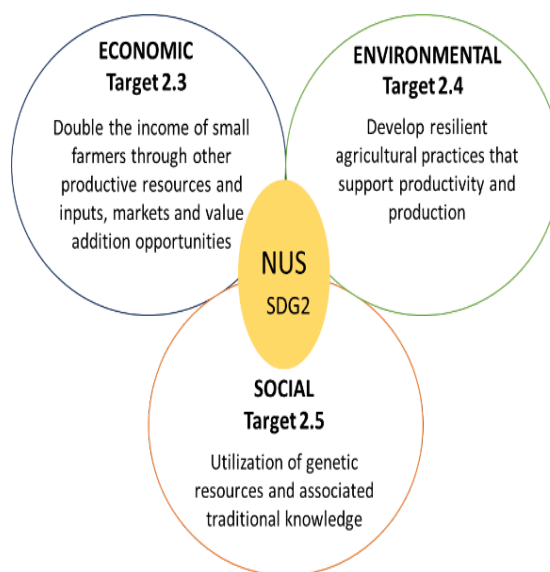 ECONOMIC
Target 2.3
Double the income of small
farmers through other
productive resources and
inputs, markets and value
addition opportunities
ENVIRONMENTAL
Target 2.4
Develop resilient
agricultural practices that
support productivity and
production
NUS
SDG2
SOCIAL
Target 2.5
Utilization of genetic
resources and associated
traditional knowledge